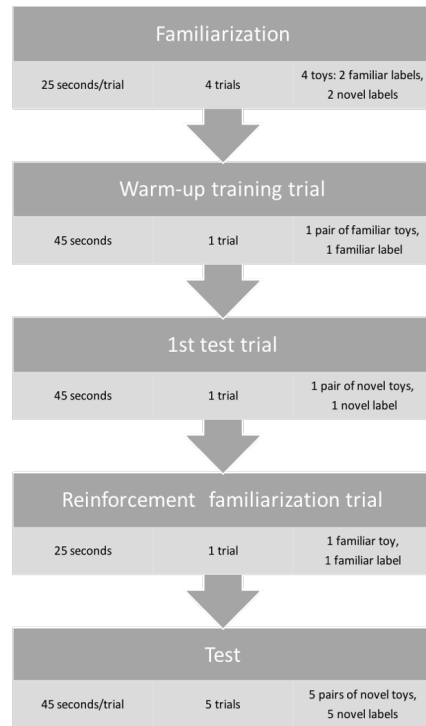 Familiarization
25 seconds/trial
4 trials
4 toys: 2 familiar labels,
2 novel labels
Warm-up training trial
45 seconds
1 trial
1 pair of familiar toys,
1 familiar label
1st test trial
45 seconds
1 trial
1 pair of novel toys,
1 novel label
Reinforcement familiarization trial
25 seconds
1 trial
1 familiar toy,
1 familiar label
Test
45 seconds/trial
5 trials
5 pairs of novel toys,
5 novel labels